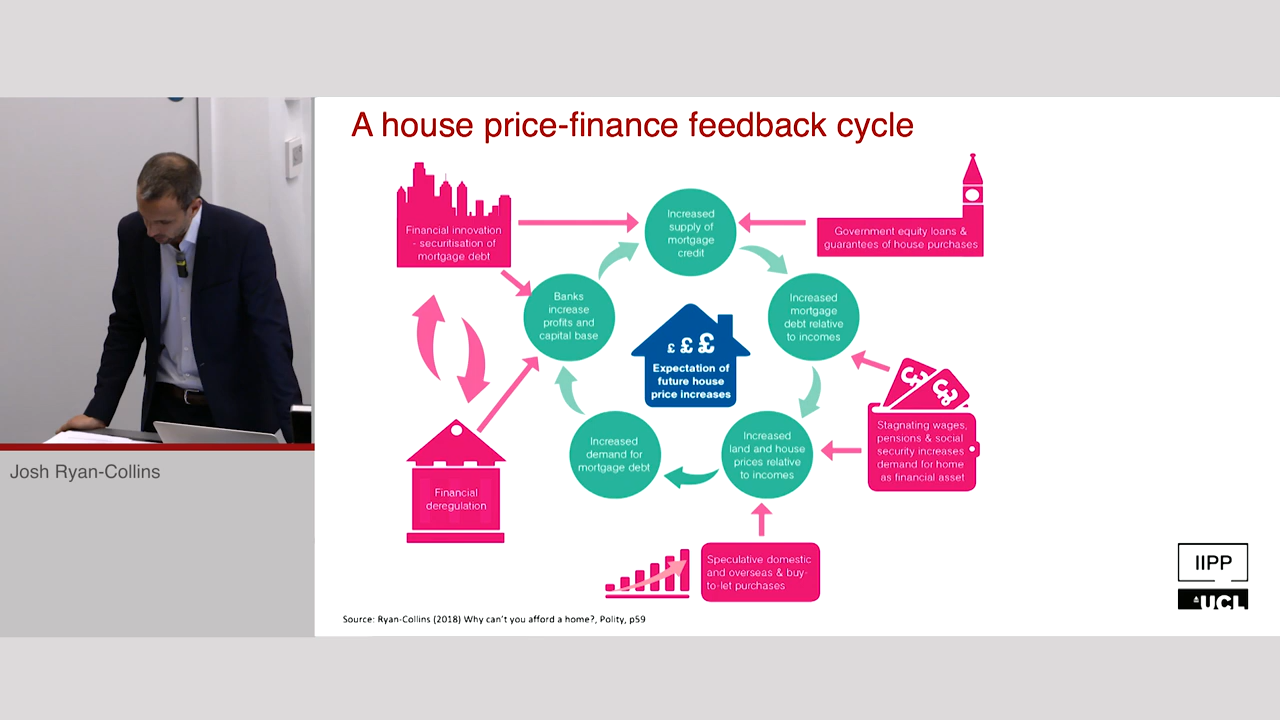 A house price-finance feedback cycle
Financial innovation
- securitisation of
mortgage debt
Increased
supply of
mortgage
credit
Government equity loans &
guarantees of house purchases
Banks
increase
profits and
capital base
Increased
mortgage
debt relative
to incomes
£ £ £
Expectation of
future house
price increases
Increased
demand for
mortgage debt
Increased
land and house
prices relative
to incomes
£ £
Stagnating wages,
pensions & social
security increases
demand for home
as financial asset
Financial
deregulation
Speculative domestic
and overseas & buy-
to-let purchases
Josh Ryan-Collins
IIPP
UCL
Source: Ryan-Collins (2018) Why can't you afford a home?, Polity, p59